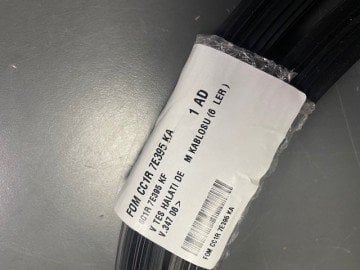 FOM CC1R 7E395 KA
1 AD
CC1R 7E395 KF
V TES HALATI DE M KABLOSU (6 LER )
V.347 06 >
FOM CC1R 7E395 KA